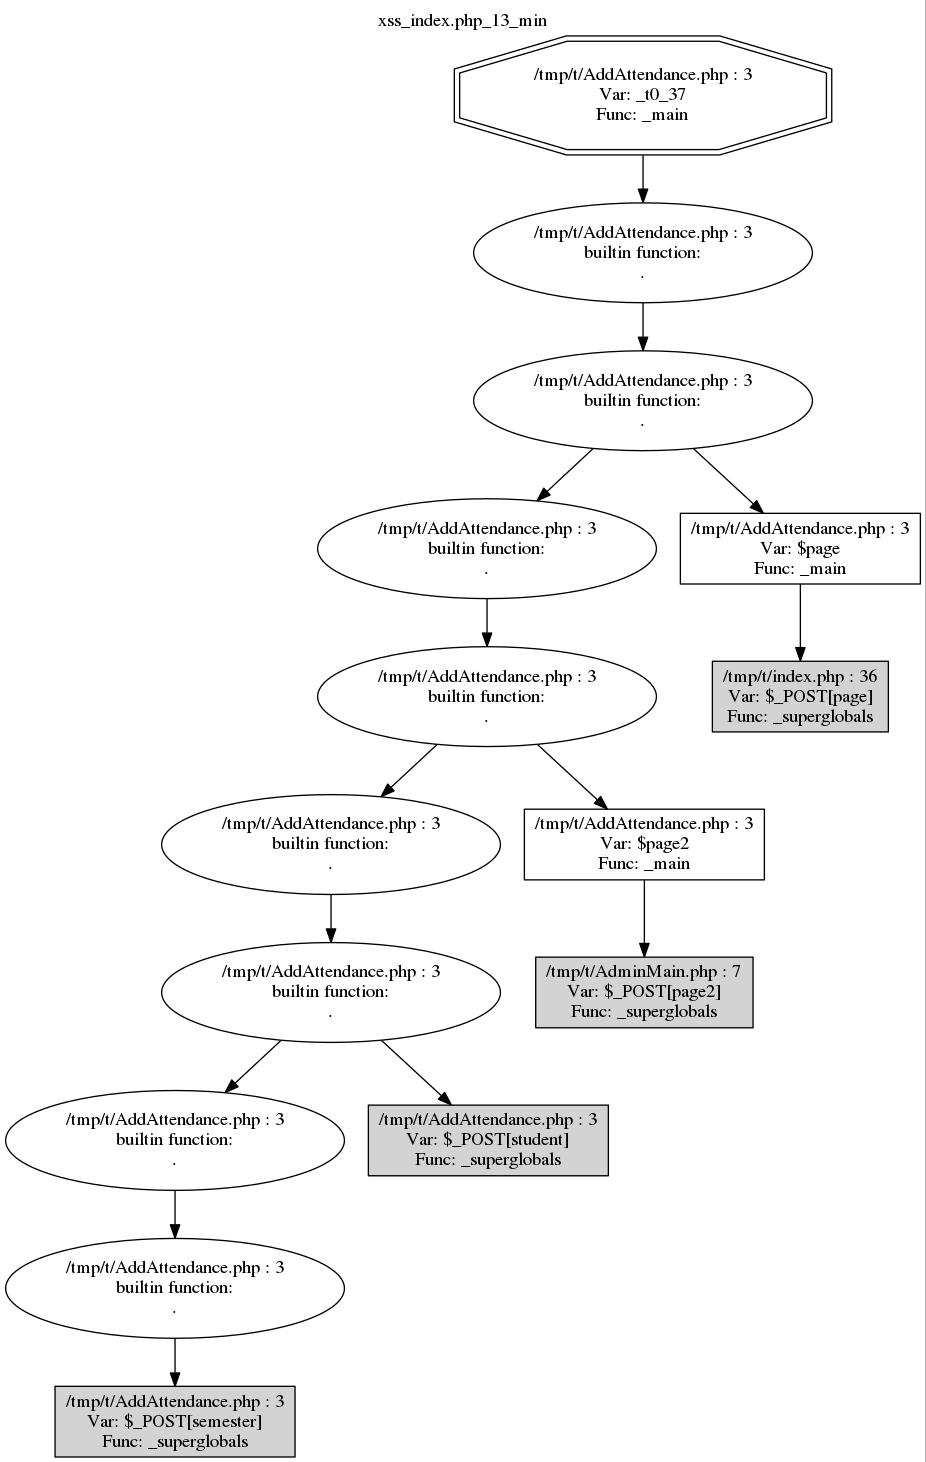 xss_index.php_13_min
/tmp/t/AddAttendance.php : 3
Var: _t0_37
Func: _main
/tmp/t/AddAttendance.php : 3
builtin function:
.
/tmp/t/AddAttendance.php : 3
builtin function:
.
/tmp/t/AddAttendance.php : 3
builtin function:
.
/tmp/t/AddAttendance.php : 3
Var: $page
Func: _main
/tmp/t/AddAttendance.php : 3
builtin function:
.
/tmp/t/index.php : 36
Var: $_POST[page]
Func: _superglobals
/tmp/t/AddAttendance.php : 3
builtin function:
.
/tmp/t/AddAttendance.php : 3
Var: $page2
Func: _main
/tmp/t/AddAttendance.php : 3
builtin function:
.
/tmp/t/AdminMain.php : 7
Var: $_POST[page2]
Func: _superglobals
/tmp/t/AddAttendance.php : 3
builtin function:
.
/tmp/t/AddAttendance.php : 3
Var: $_POST[student]
Func: _superglobals
/tmp/t/AddAttendance.php : 3
builtin function:
.
/tmp/t/AddAttendance.php : 3
Var: $_POST[semester]
Func: _superglobals